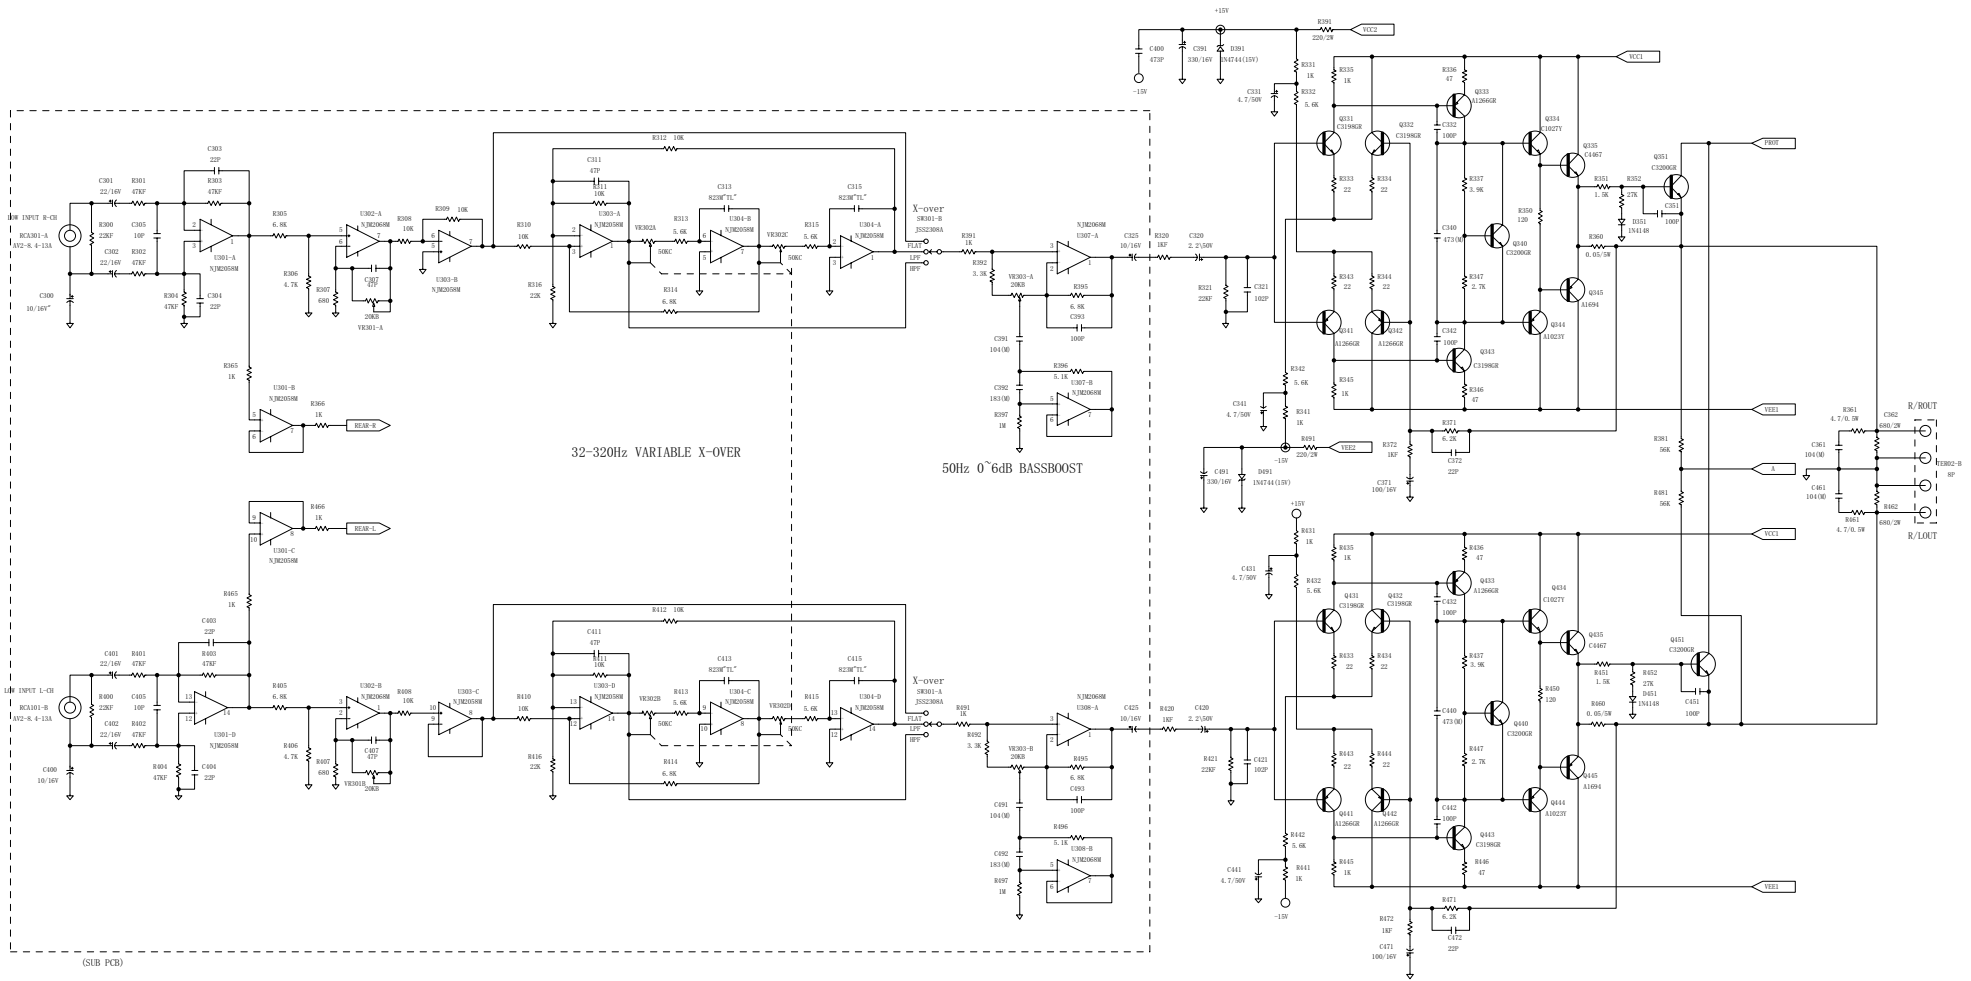 +15V
R391
220/2W
VCC2
C400
473P
C391
330/16V
D391
1N4744(15V)
-15V
VCC1
R331
1K
C331
4.7/50V
R332
5.6K
R335
1K
R336
47
Q333
A1266GR
Q331
C3198GR
Q332
C3198GR
C332
100P
Q334
C1027Y
Q335
C4467
Q351
C3200GR
PROT
R333
22
R334
22
R337
3.9K
R351
1.5K
R352
27K
C351
100P
D351
1N4148
R350
120
C340
473(M)
Q340
C3200GR
R360
0.05/5W
R343
22
R344
22
R347
2.7K
Q345
A1694
Q341
A1266GR
Q342
A1266GR
C342
100P
Q344
A1023Y
Q343
C3198GR
R342
5.6K
R345
1K
R346
47
C341
4.7/50V
R341
1K
VEE1
R371
6.2K
C372
22P
R372
1KF
C371
100/16V
R491
220/2W
VEE2
-15V
C491
330/16V
D491
1N4744(15V)
R381
56K
A
R481
56K
R361
4.7/0.5W
C362
680/2W
R/ROUT
C361
104(M)
C461
104(M)
R461
4.7/0.5W
R462
680/2W
TER02-B
8P
R/LOUT
C303
22P
C301
22/16V
R301
47KF
R303
47KF
LOW INPUT R-CH
RCA301-A
AV2-8.4-13A
R300
22KF
C305
10P
C302
22/16V
R302
47KF
U301-A
NJM2058M
R304
47KF
C304
22P
C300
10/16V"
R305
6.8K
R306
4.7K
U302-A
NJM2068M
R307
680
C307
47P
20KB
VR301-A
R308
10K
R309 10K
U303-B
NJM2058M
R310
10K
R312 10K
C311
47P
R311
10K
U303-A
NJM2058M
R316
22K
VR302A
50KC
R313
5.6K
C313
823M"TL"
U304-B
NJM2058M
R314
6.8K
VR302C
50KC
R315
5.6K
C315
823M"TL"
U304-A
NJM2058M
X-over
SW301-B
JSS2308A
FLAT
LPF
HPF
R391
1K
R392
3.3K
VR303-A
20KB
NJM2068M
U307-A
R395
6.8K
C393
100P
C325
10/16V
R320
1KF
C320
2.2\50V
R321
22KF
C321
102P
C391
104(M)
C392
183(M)
R396
5.1K
U307-B
NJM2068M
R397
1M
R365
1K
U301-B
NJM2058M
R366
1K
REAR-R
32-320Hz VARIABLE X-OVER
50Hz 0~6dB BASSBOOST
R466
1K
REAR-L
U301-C
NJM2058M
R465
1K
C403
22P
C401
22/16V
R401
47KF
R403
47KF
LOW INPUT L-CH
RCA101-B
AV2-8.4-13A
R400
22KF
C405
10P
C402
22/16V
R402
47KF
U301-D
NJM2058M
R404
47KF
C404
22P
C400
10/16V
R405
6.8K
R406
4.7K
U302-B
NJM2068M
R407
680
C407
47P
VR301B
20KB
R408
10K
U303-C
NJM2058M
R410
10K
R412 10K
C411
47P
R411
10K
U303-D
NJM2058M
R416
22K
VR302B
50KC
R413
5.6K
C413
823M"TL"
U304-C
NJM2058M
R414
6.8K
VR302D
50KC
R415
5.6K
C415
823M"TL"
U304-D
NJM2058M
X-over
SW301-A
JSS2308A
FLAT
LPF
HPF
R491
1K
R492
3.3K
VR303-B
20KB
NJM2068M
U308-A
R495
6.8K
C493
100P
C425
10/16V
R420
1KF
C420
2.2\50V
R421
22KF
C421
102P
C491
104(M)
C492
183(M)
R496
5.1K
U308-B
NJM2068M
R497
1M
+15V
R431
1K
C431
4.7/50V
R432
5.6K
R435
1K
R436
47
Q433
A1266GR
VCC1
Q431
C3198GR
Q432
C3198GR
C432
100P
Q434
C1027Y
Q435
C4467
Q451
C3200GR
R433
22
R434
22
R437
3.9K
R451
1.5K
R452
27K
D451
1N4148
C451
100P
R450
120
C440
473(M)
Q440
C3200GR
R460
0.05/5W
R443
22
R444
22
R447
2.7K
Q445
A1694
Q441
A1266GR
Q442
A1266GR
C442
100P
Q444
A1023Y
Q443
C3198GR
R442
5.6K
R445
1K
R446
47
C441
4.7/50V
R441
1K
-15V
VEE1
R471
6.2K
C472
22P
R472
1KF
C471
100/16V
(SUB PCB)